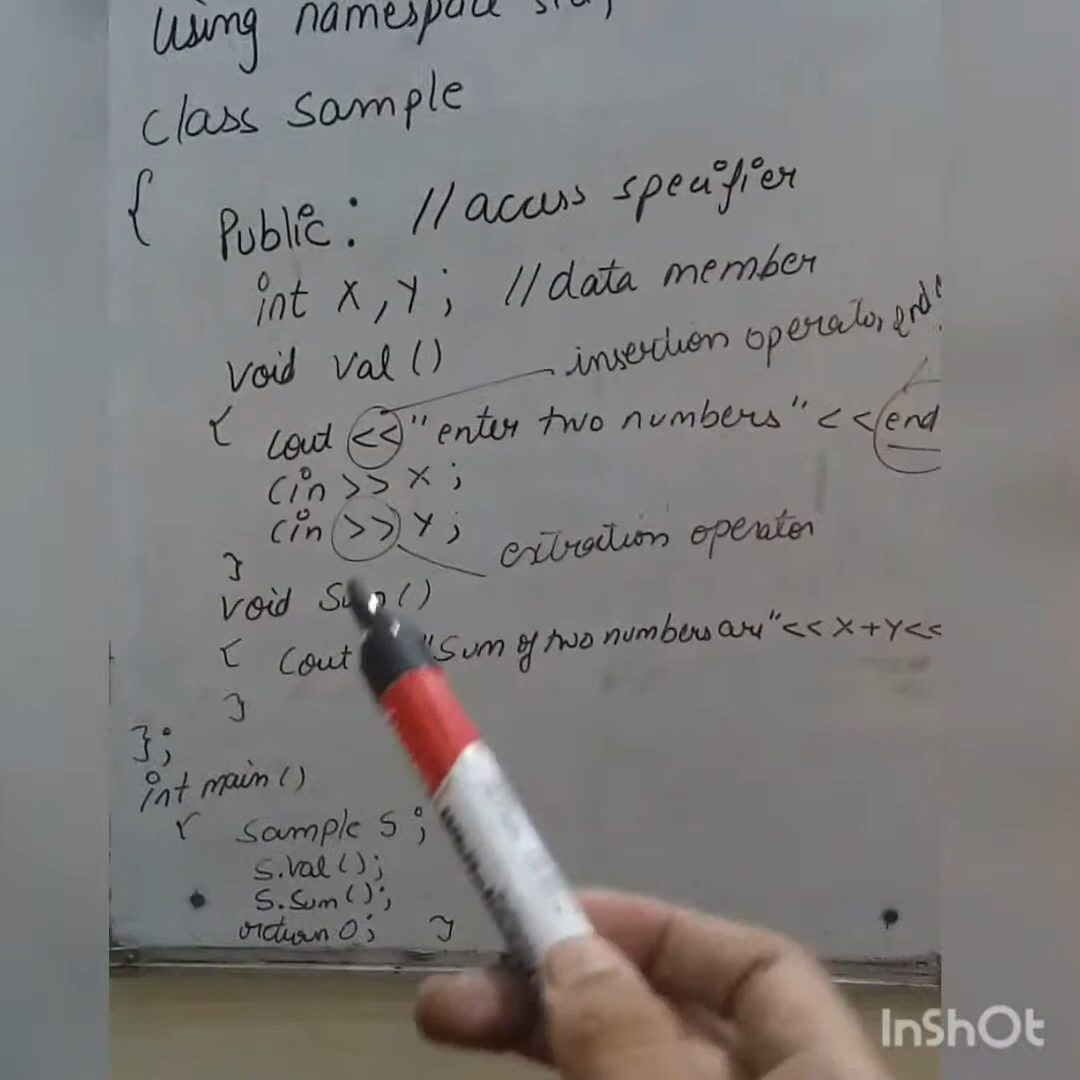 using namespace
class sample
{
Public: //access specifier
int X, Y; //data member
void val()
insertion operator, end
{ cout << "enter two numbers" << end
cin >> X;
cin >> Y;
extraction operator
}
void Sum()
{ cout "Sum of two numbers are" << X+Y <<
}
};
int main()
{ sample S;
S.val();
S.sum();
return 0; }
InShOt